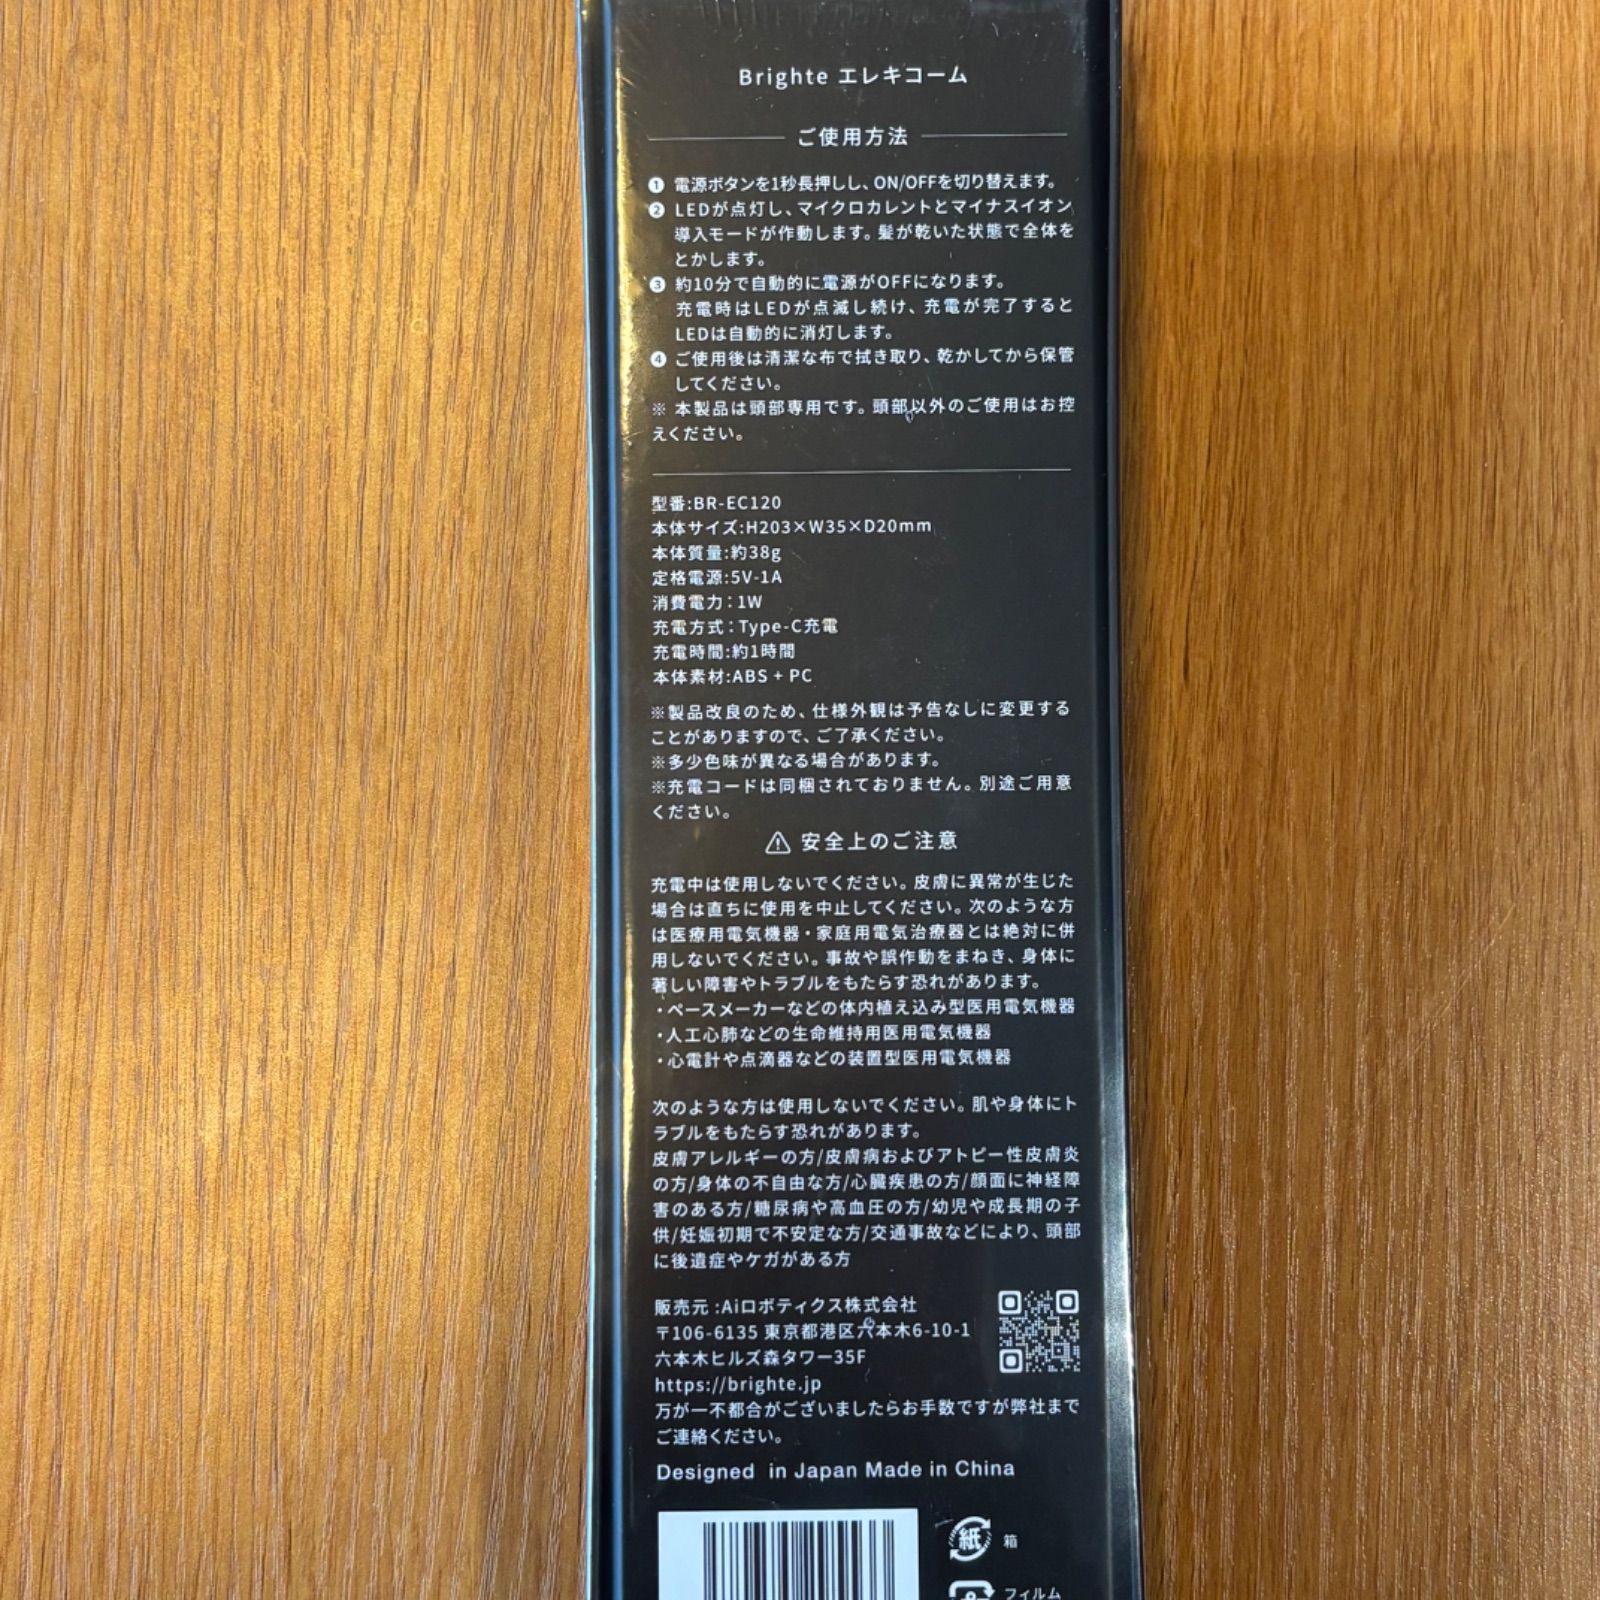 Brighte エレキコーム
ご使用方法
❶ 電源ボタンを1秒長押しし、ON/OFFを切り替えます。
❷ LEDが点灯し、マイクロカレントとマイナスイオン
導入モードが作動します。髪が乾いた状態で全体を
とかします。
❸ 約10分で自動的に電源がOFFになります。
充電時はLEDが点滅し続け、充電が完了すると
LEDは自動的に消灯します。
❹ ご使用後は清潔な布で拭き取り、乾かしてから保管
してください。
※ 本製品は頭部専用です。頭部以外のご使用はお控
えください。
型番:BR-EC120
本体サイズ:H203×W35×D20mm
本体質量:約38g
定格電源:5V-1A
消費電力：1W
充電方式：Type-C充電
充電時間:約1時間
本体素材:ABS + PC
※製品改良のため、仕様外観は予告なしに変更する
ことがありますので、ご了承ください。
※多少色味が異なる場合があります。
※充電コードは同梱されておりません。別途ご用意
ください。
⚠ 安全上のご注意
充電中は使用しないでください。皮膚に異常が生じた
場合は直ちに使用を中止してください。次のような方
は医療用電気機器・家庭用電気治療器とは絶対に併
用しないでください。事故や誤作動をまねき、身体に
著しい障害やトラブルをもたらす恐れがあります。
・ペースメーカーなどの体内植え込み型医用電気機器
・人工心肺などの生命維持用医用電気機器
・心電計や点滴器などの装置型医用電気機器
次のような方は使用しないでください。肌や身体にト
ラブルをもたらす恐れがあります。
皮膚アレルギーの方/皮膚病およびアトピー性皮膚炎
の方/身体の不自由な方/心臓疾患の方/顔面に神経障
害のある方/糖尿病や高血圧の方/幼児や成長期の子
供/妊娠初期で不安定な方/交通事故などにより、頭部
に後遺症やケガがある方
販売元 :Aiロボティクス株式会社
〒106-6135 東京都港区六本木6-10-1
六本木ヒルズ森タワー35F
https://brighte.jp
万が一不都合がございましたらお手数ですが弊社まで
ご連絡ください。
Designed in Japan Made in China
紙 箱
フィルム